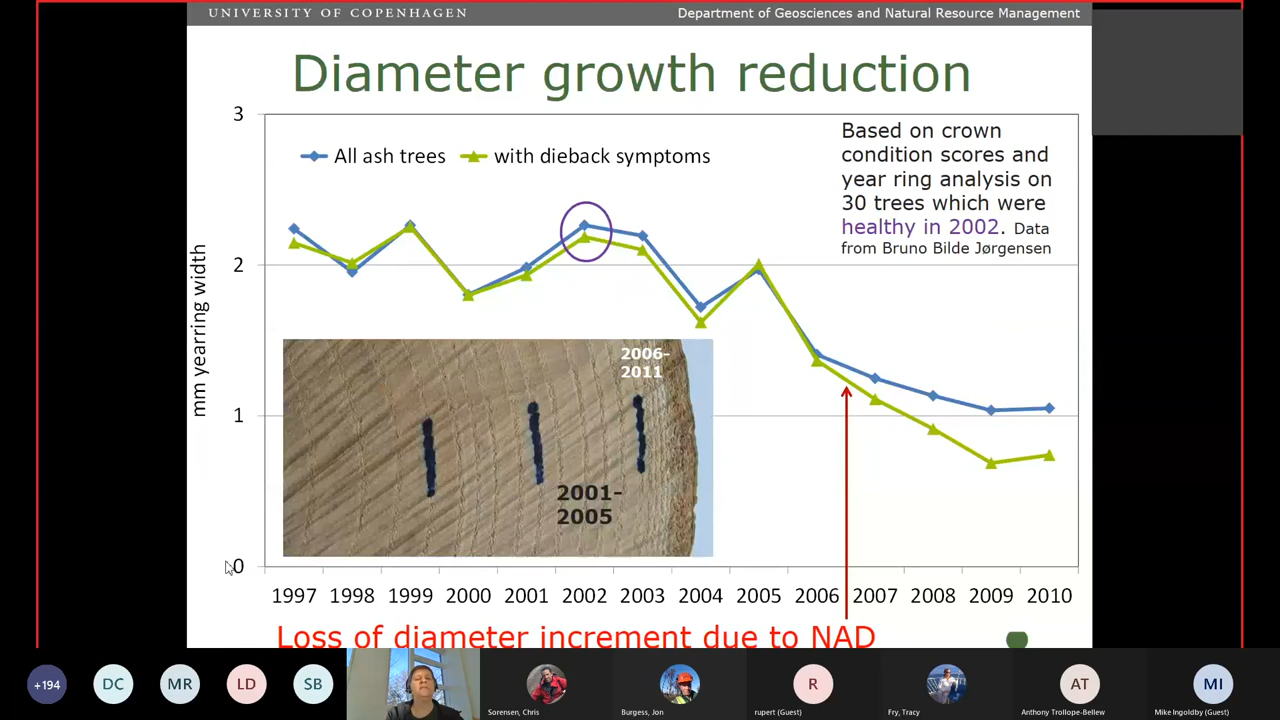 UNIVERSITY OF COPENHAGEN
Department of Geosciences and Natural Resource Management
Diameter growth reduction
3
2
1
0
mm yearring width
All ash trees
with dieback symptoms
Based on crown
condition scores and
year ring analysis on
30 trees which were
healthy in 2002. Data
from Bruno Bilde Jørgensen
2006-
2011
2001-
2005
1997 1998 1999 2000 2001 2002 2003 2004 2005 2006 2007 2008 2009 2010
Loss of diameter increment due to NAD
+194
DC
MR
LD
SB
Sorensen, Chris
Burgess, Jon
R
rupert (Guest)
Fry, Tracy
AT
Anthony Trollope-Bellew
MI
Mike Ingoldby (Guest)